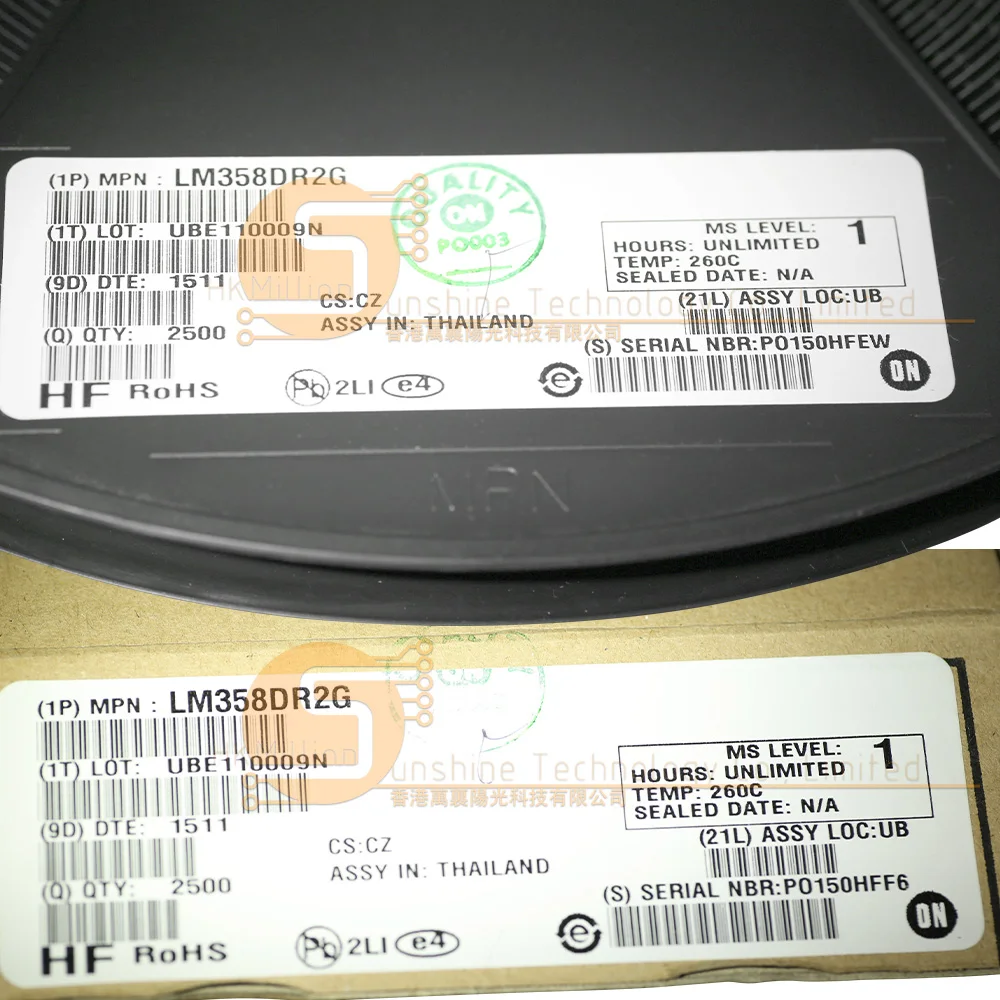 (1P) MPN : LM358DR2G
(1T) LOT: UBE110009N
(9D) DTE: 1511
(Q) QTY: 2500
HF RoHS
QUALITY
ON
PO003
CS:CZ
ASSY IN: THAILAND
Pb 2LI e4
MS LEVEL: 1
HOURS: UNLIMITED
TEMP: 260C
SEALED DATE: N/A
(21L) ASSY LOC:UB
(S) SERIAL NBR:PO150HFEW
e
ON
HK Million Sunshine Technology Limited
香港萬襄陽光科技有限公司
MPN
(1P) MPN : LM358DR2G
(1T) LOT: UBE110009N
(9D) DTE: 1511
(Q) QTY: 2500
HF RoHS
CS:CZ
ASSY IN: THAILAND
Pb 2LI e4
MS LEVEL: 1
HOURS: UNLIMITED
TEMP: 260C
SEALED DATE: N/A
(21L) ASSY LOC:UB
(S) SERIAL NBR:PO150HFF6
e
ON
HK Million Sunshine Technology Limited
香港萬襄陽光科技有限公司